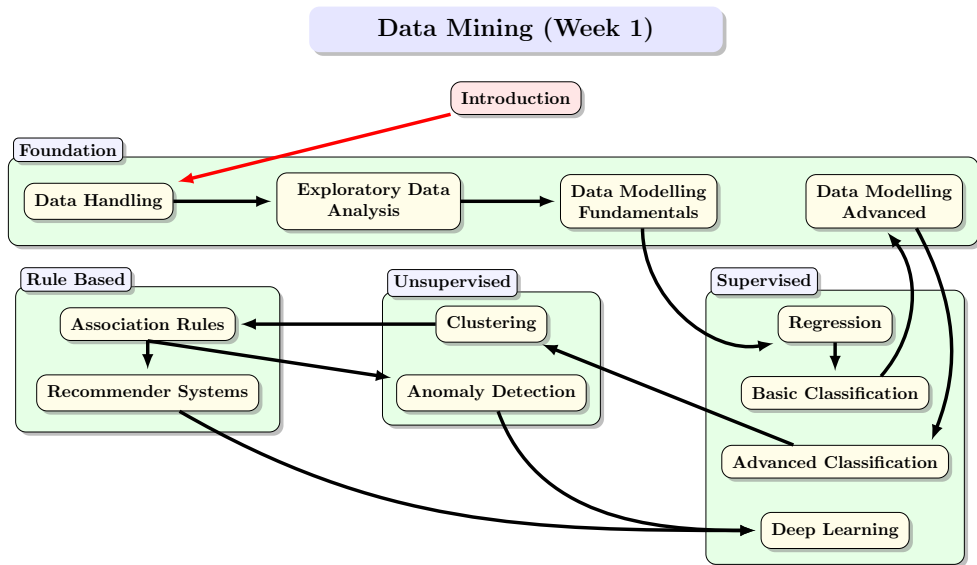 Data Mining (Week 1)
Introduction
Foundation
Data Handling
Exploratory Data
Analysis
Data Modelling
Fundamentals
Data Modelling
Advanced
Rule Based
Association Rules
Recommender Systems
Unsupervised
Clustering
Anomaly Detection
Supervised
Regression
Basic Classification
Advanced Classification
Deep Learning